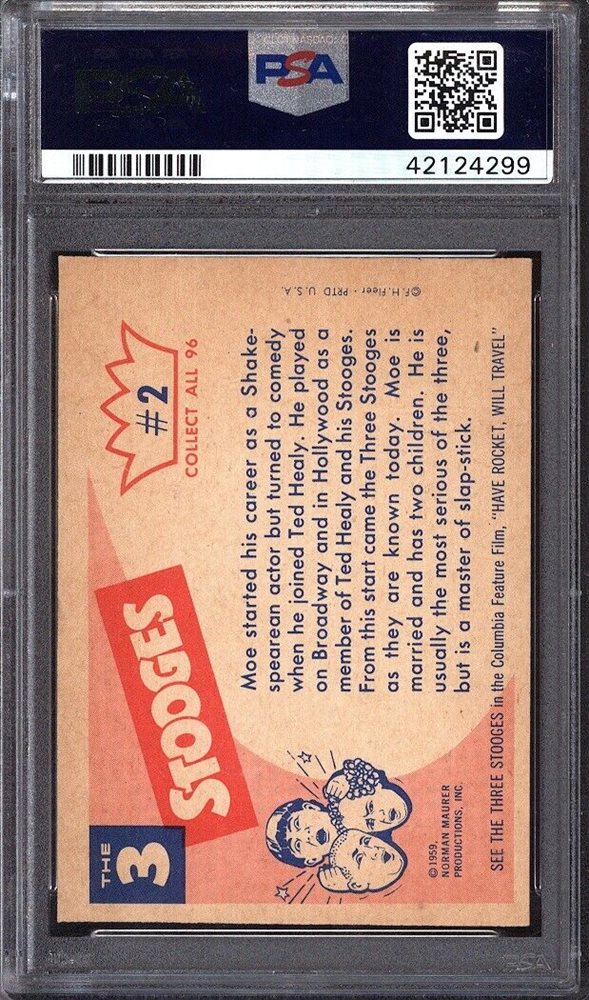 PSA
42124299
THE
3
STOOGES
#2
COLLECT ALL 96
Moe started his career as a Shake-
spearean actor but turned to comedy
when he joined Ted Healy. He played
on Broadway and in Hollywood as a
member of Ted Healy and his Stooges.
From this start came the Three Stooges
as they are known today. Moe is
married and has two children. He is
usually the most serious of the three,
but is a master of slap-stick.
©F.H.Fleer · PRTD U.S.A.
©1959,
NORMAN MAURER
PRODUCTIONS, INC.
SEE THE THREE STOOGES in the Columbia Feature Film, "HAVE ROCKET, WILL TRAVEL"
PSA